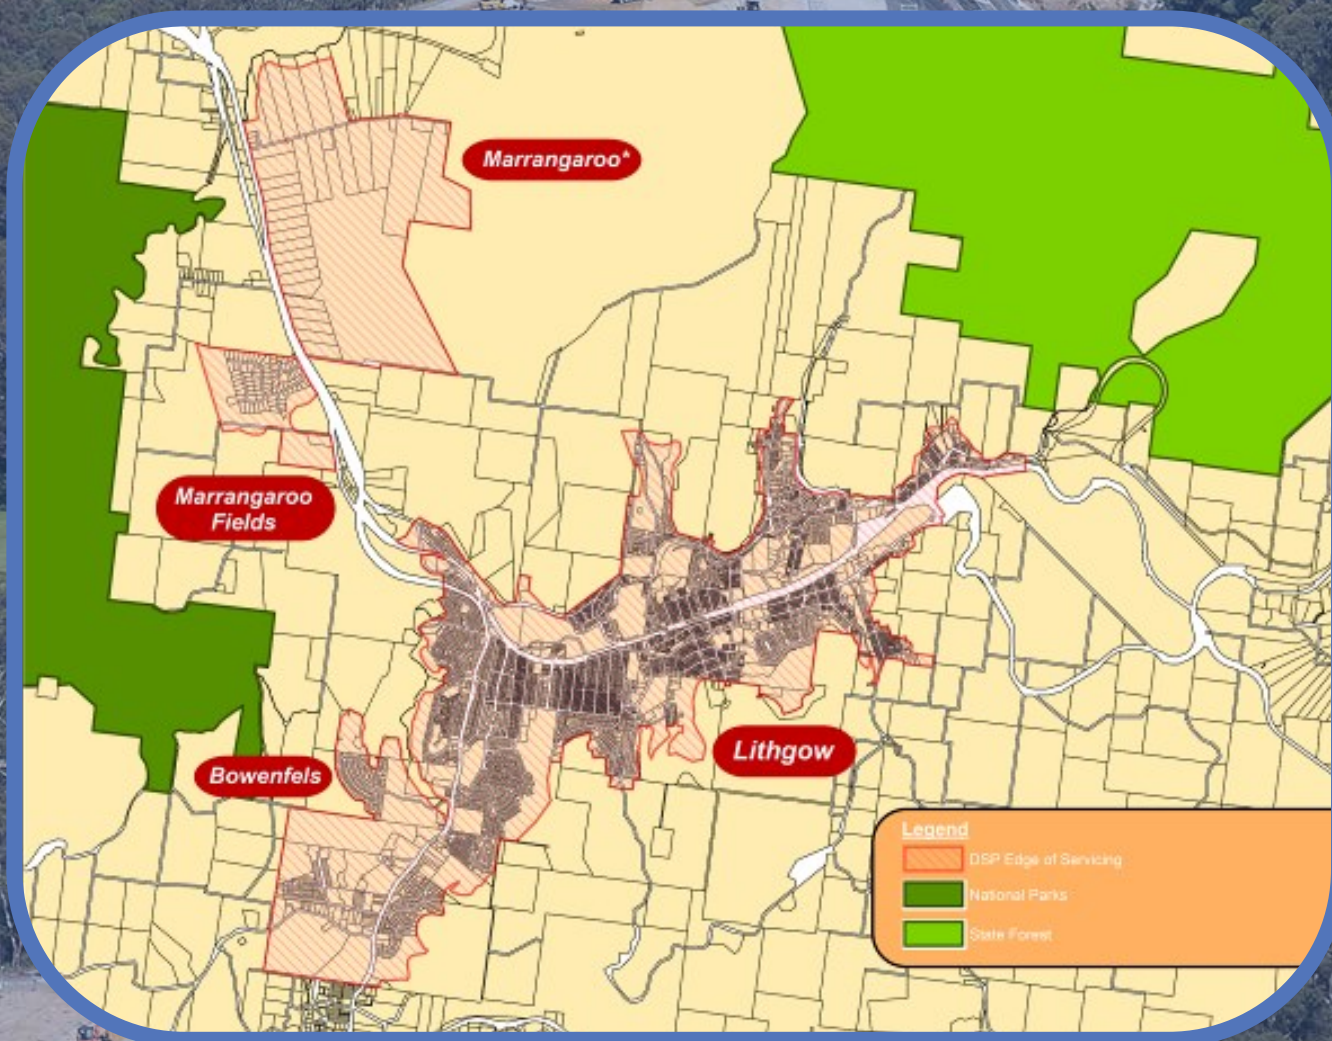 Marrangaroo*
Marrangaroo
Fields
Bowenfels
Lithgow
Legend
DSP Edge of Servicing
National Parks
State Forest